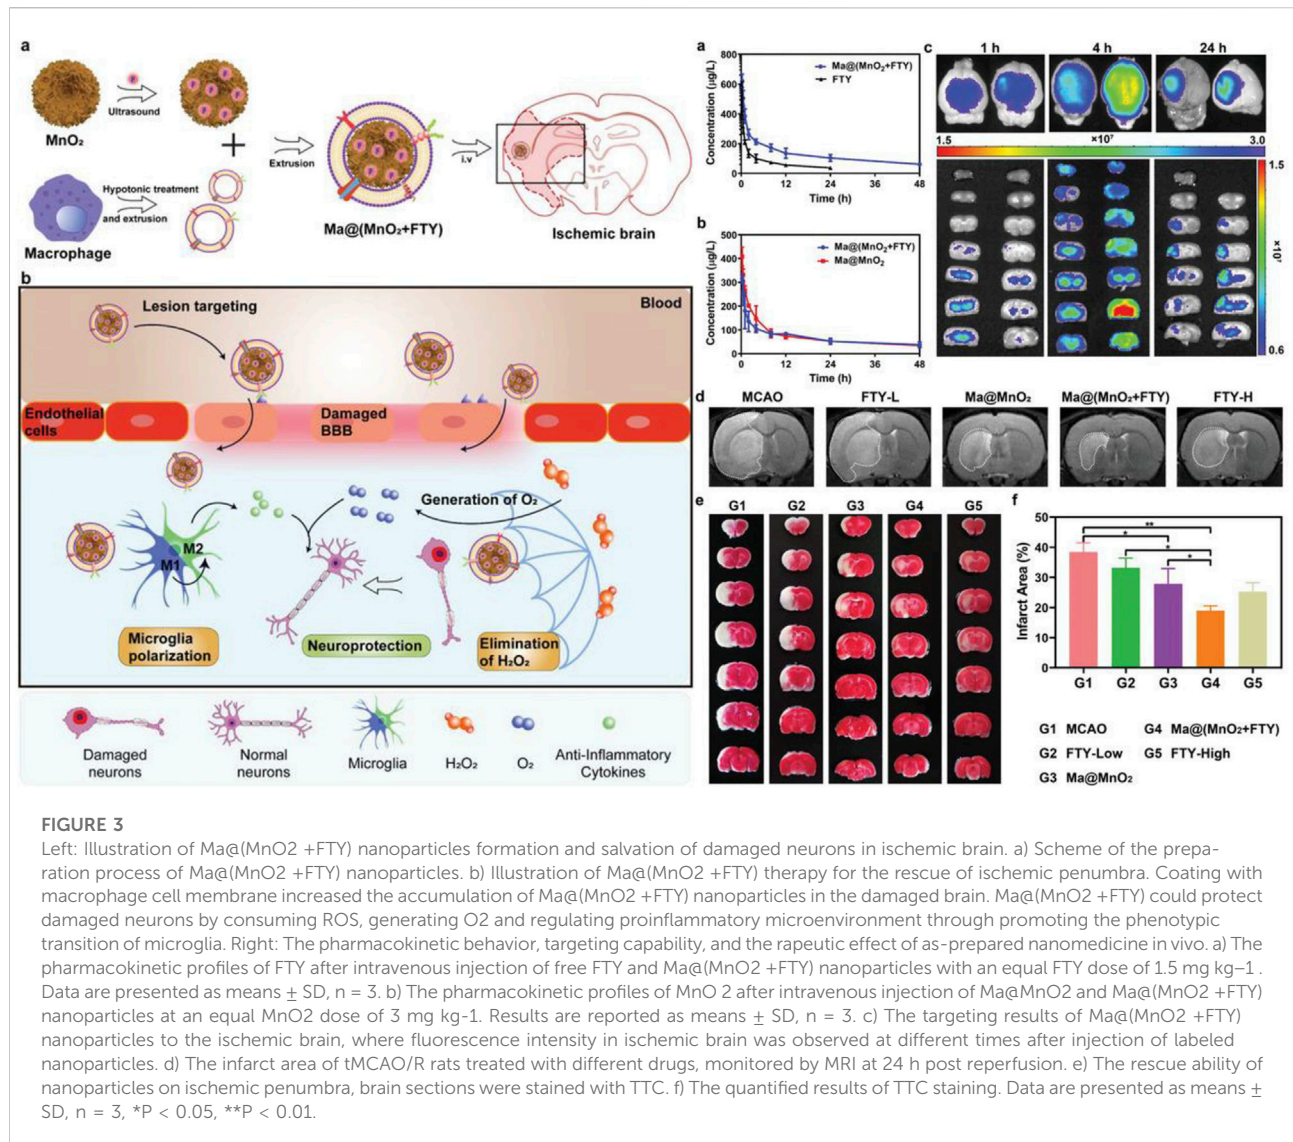 a
MnO₂
Ultrasound
Macrophage
Hypotonic treatment
and extrusion
Extrusion
Ma@(MnO₂+FTY)
i.v
Ischemic brain
b
Lesion targeting
Blood
Endothelial
cells
Damaged
BBB
Generation of O₂
M2
M1
Microglia
polarization
Neuroprotection
Elimination
of H₂O₂
Damaged
neurons
Normal
neurons
Microglia
H₂O₂
O₂
Anti-Inflammatory
Cytokines
a
Concentration (μg/L)
800
600
400
200
0
Ma@(MnO₂+FTY)
FTY
0 12 24 36 48
Time (h)
b
Concentration (μg/L)
500
400
300
200
100
0
Ma@(MnO₂+FTY)
Ma@MnO₂
0 12 24 36 48
Time (h)
c
1 h 4 h 24 h
1.5 ×10⁷ 3.0
1.5
×10⁷
0.6
d
MCAO FTY-L Ma@MnO₂ Ma@(MnO₂+FTY) FTY-H
e
G1 G2 G3 G4 G5
f
Infarct Area (%)
50
40
30
20
10
0
**
*
*
*
G1 G2 G3 G4 G5
G1 MCAO G4 Ma@(MnO₂+FTY)
G2 FTY-Low G5 FTY-High
G3 Ma@MnO₂
FIGURE 3
Left: Illustration of Ma@(MnO2 +FTY) nanoparticles formation and salvation of damaged neurons in ischemic brain. a) Scheme of the prepa-
ration process of Ma@(MnO2 +FTY) nanoparticles. b) Illustration of Ma@(MnO2 +FTY) therapy for the rescue of ischemic penumbra. Coating with
macrophage cell membrane increased the accumulation of Ma@(MnO2 +FTY) nanoparticles in the damaged brain. Ma@(MnO2 +FTY) could protect
damaged neurons by consuming ROS, generating O2 and regulating proinflammatory microenvironment through promoting the phenotypic
transition of microglia. Right: The pharmacokinetic behavior, targeting capability, and the rapeutic effect of as-prepared nanomedicine in vivo. a) The
pharmacokinetic profiles of FTY after intravenous injection of free FTY and Ma@(MnO2 +FTY) nanoparticles with an equal FTY dose of 1.5 mg kg–1 .
Data are presented as means ± SD, n = 3. b) The pharmacokinetic profiles of MnO 2 after intravenous injection of Ma@MnO2 and Ma@(MnO2 +FTY)
nanoparticles at an equal MnO2 dose of 3 mg kg-1. Results are reported as means ± SD, n = 3. c) The targeting results of Ma@(MnO2 +FTY)
nanoparticles to the ischemic brain, where fluorescence intensity in ischemic brain was observed at different times after injection of labeled
nanoparticles. d) The infarct area of tMCAO/R rats treated with different drugs, monitored by MRI at 24 h post reperfusion. e) The rescue ability of
nanoparticles on ischemic penumbra, brain sections were stained with TTC. f) The quantified results of TTC staining. Data are presented as means ±
SD, n = 3, *P < 0.05, **P < 0.01.